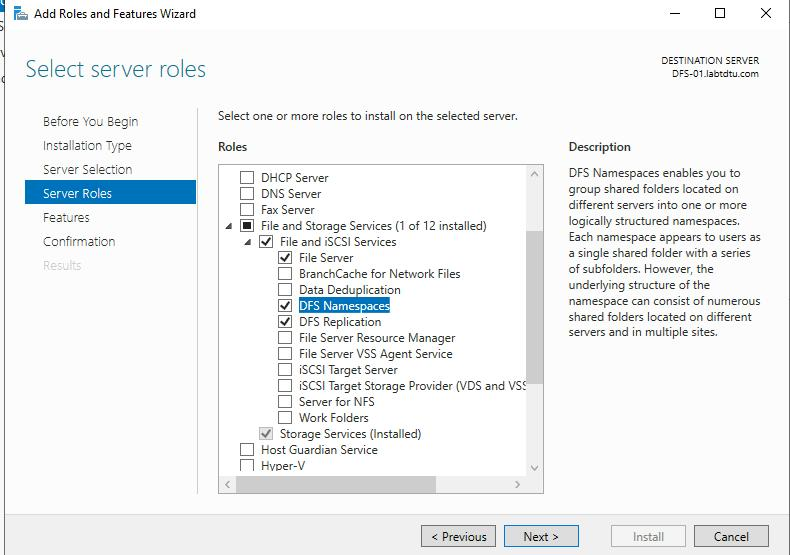 Add Roles and Features Wizard
Select server roles
DESTINATION SERVER
DFS-01.labtdtu.com
Before You Begin
Installation Type
Server Selection
Server Roles
Features
Confirmation
Results
Select one or more roles to install on the selected server.
Roles
DHCP Server
DNS Server
Fax Server
File and Storage Services (1 of 12 installed)
File and iSCSI Services
File Server
BranchCache for Network Files
Data Deduplication
DFS Namespaces
DFS Replication
File Server Resource Manager
File Server VSS Agent Service
iSCSI Target Server
iSCSI Target Storage Provider (VDS and VSS
Server for NFS
Work Folders
Storage Services (Installed)
Host Guardian Service
Hyper-V
Description
DFS Namespaces enables you to
group shared folders located on
different servers into one or more
logically structured namespaces.
Each namespace appears to users as
a single shared folder with a series
of subfolders. However, the
underlying structure of the
namespace can consist of numerous
shared folders located on different
servers and in multiple sites.
< Previous
Next >
Install
Cancel